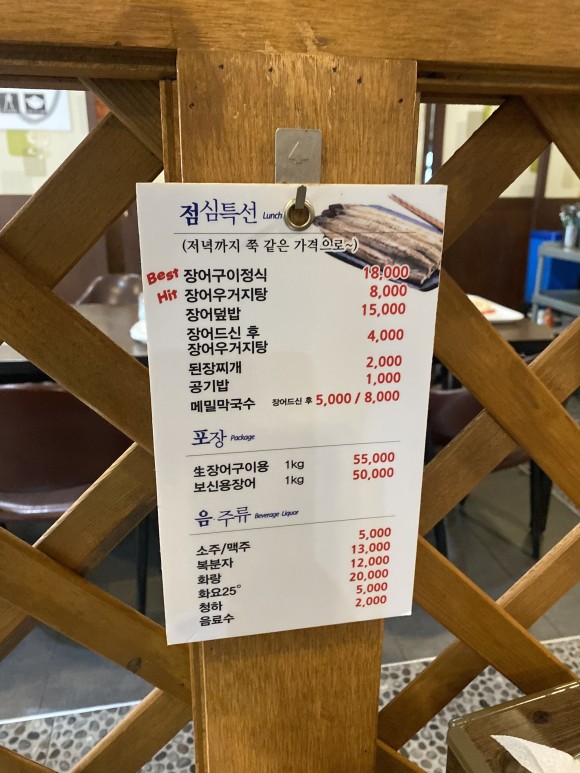 점심특선 Lunch
(저녁까지 쭉 같은 가격으로~)
Best 장어구이정식 18,000
Hit 장어우거지탕 8,000
장어덮밥 15,000
장어드신 후
장어우거지탕 4,000
된장찌개 2,000
공기밥 1,000
메밀막국수 장어드신 후 5,000 / 8,000
포장 Package
生장어구이용 1kg 55,000
보신용장어 1kg 50,000
음 주류 Beverage Liquor
소주/맥주 5,000
복분자 13,000
화랑 12,000
화요25° 20,000
청하 5,000
음료수 2,000